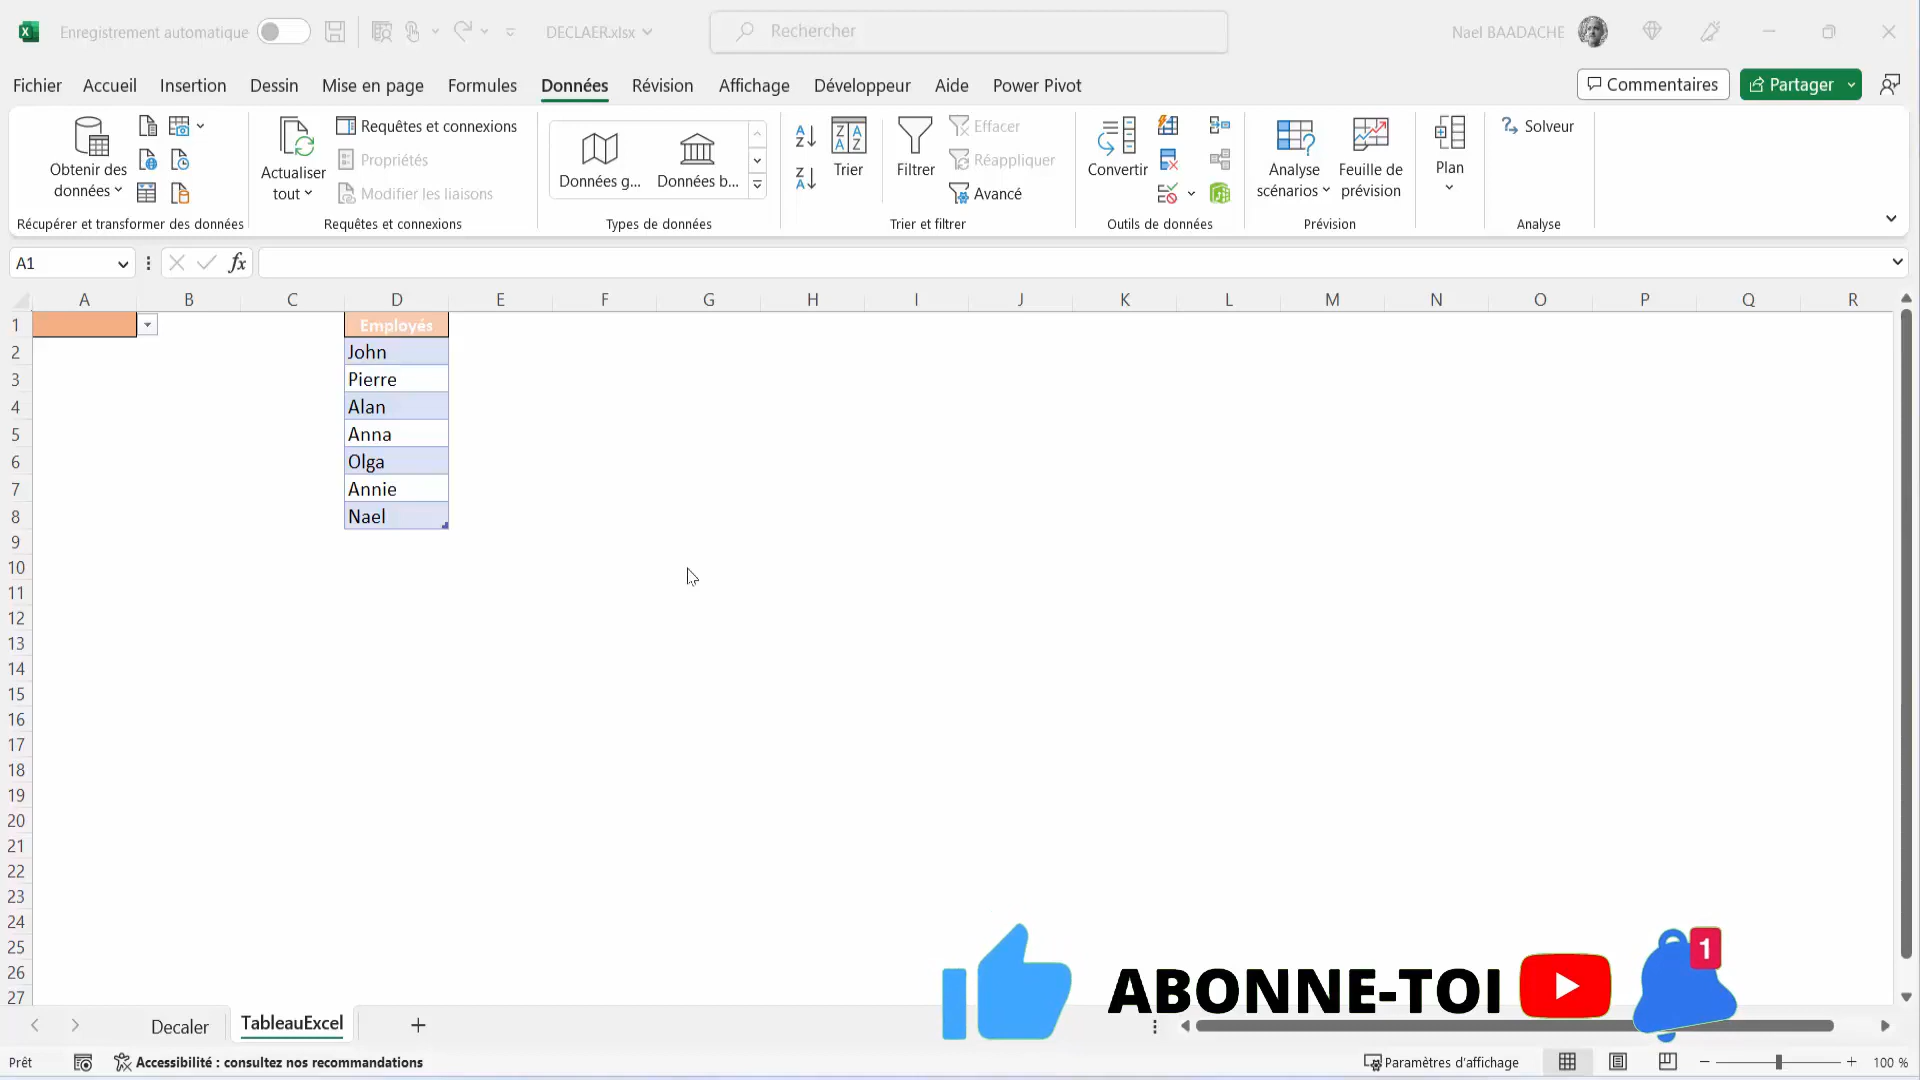 Enregistrement automatique
DECLAER.xlsx
Rechercher
Nael BAADACHE
Fichier Accueil Insertion Dessin Mise en page Formules Données Révision Affichage Développeur Aide Power Pivot
Commentaires
Partager
Obtenir des données
Récupérer et transformer des données
Actualiser tout
Requêtes et connexions
Propriétés
Modifier les liaisons
Requêtes et connexions
Données g...
Données b...
Types de données
Trier
Filtrer
Effacer
Réappliquer
Avancé
Trier et filtrer
Convertir
Outils de données
Analyse scénarios
Feuille de prévision
Prévision
Plan
Solveur
Analyse
A1
fx
A B C D E F G H I J K L M N O P Q R
1 Employés
2 John
3 Pierre
4 Alan
5 Anna
6 Olga
7 Annie
8 Nael
9
10
11
12
13
14
15
16
17
18
19
20
21
22
23
24
25
26
27
ABONNE-TOI
1
Decaler
TableauExcel
Prêt
Accessibilité : consultez nos recommandations
Paramètres d'affichage
100 %